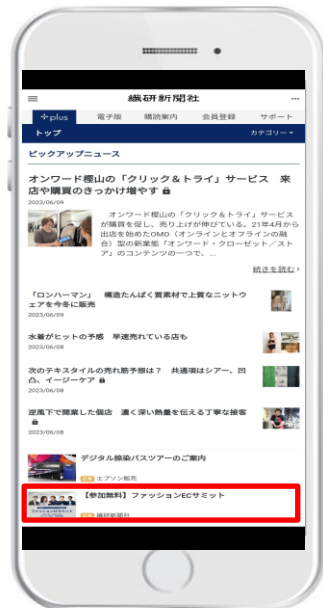 繊研新聞社
plus 電子版 購読案内 会員登録 サポート
トップ カテゴリー
ピックアップニュース
オンワード樫山の「クリック&トライ」サービス 来
店や購買のきっかけ増やす
2023/06/09
オンワード樫山の「クリック&トライ」サービス
が購買を促し、売り上げが伸びている。21年4月から
出店を始めたOMO(オンラインとオフラインの融
合)型の新業態「オンワード・クローゼット/スト
ア」のコンテンツの一つで、…
続きを読む
「ロンハーマン」 構造たんぱく質素材で上質なニットウ
ェアを今冬に販売
2023/06/09
水着がヒットの予感 早速売れている店も
2023/06/08
次のテキスタイルの売れ筋予想は? 共通項はシアー、凹
凸、イージーケア
2023/06/08
逆風下で開業した個店 濃く深い熱量を伝える丁寧な接客
2023/06/08
デジタル捺染バスツアーのご案内
エプソン販売
【参加無料】ファッションECサミット
繊研新聞社